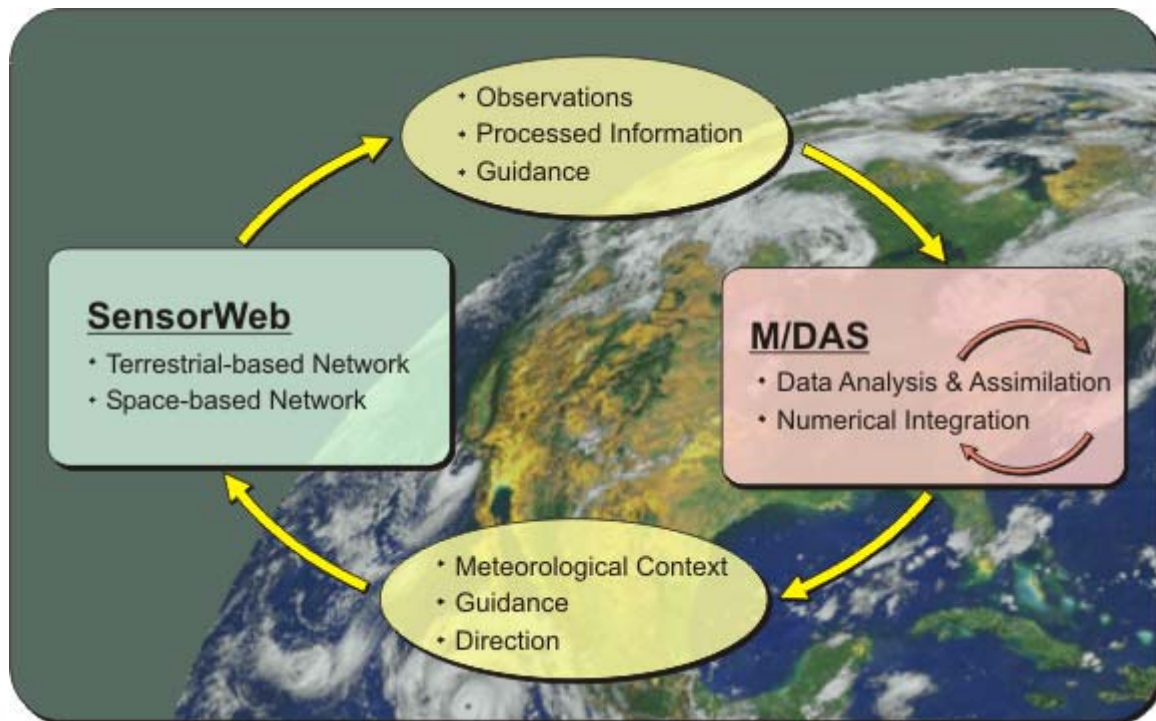 • Observations
• Processed Information
• Guidance
SensorWeb
• Terrestrial-based Network
• Space-based Network
M/DAS
• Data Analysis & Assimilation
• Numerical Integration
• Meteorological Context
• Guidance
• Direction